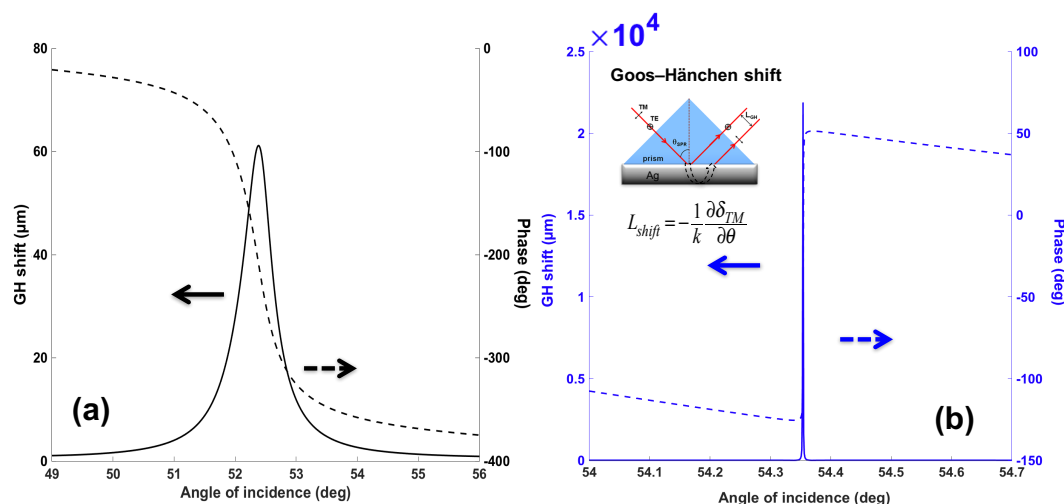 80
60
40
20
0
GH shift (µm)
0
-100
-200
-300
-400
Phase (deg)
(a)
49 50 51 52 53 54 55 56
Angle of incidence (deg)
×10⁴
2.5
2
1.5
1
0.5
0
GH shift (µm)
Goos–Hänchen shift
TM
TE
θSPR
LGH
prism
Ag
L_shift = −1/k ∂δ_TM/∂θ
100
50
0
-50
-100
-150
Phase (deg)
(b)
54 54.1 54.2 54.3 54.4 54.5 54.6 54.7
Angle of incidence (deg)